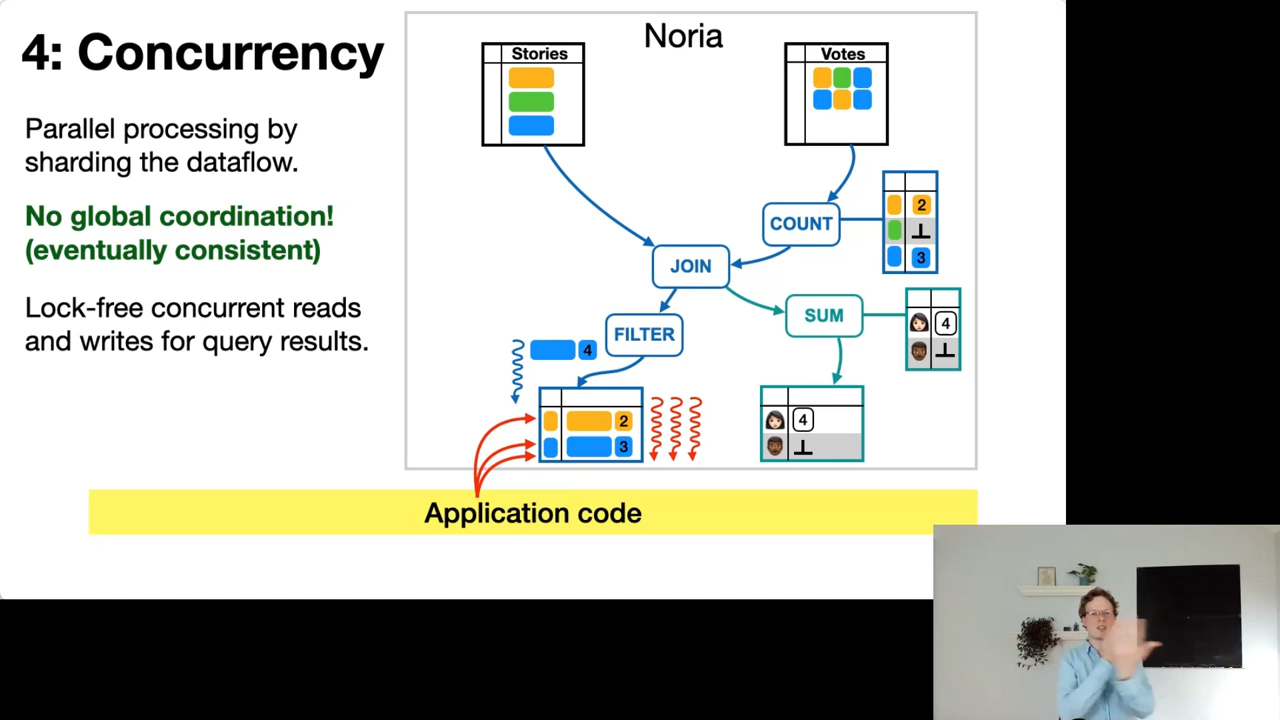 4: Concurrency
Parallel processing by
sharding the dataflow.
No global coordination!
(eventually consistent)
Lock-free concurrent reads
and writes for query results.
Noria
Stories
Votes
COUNT
2
⊥
3
JOIN
SUM
4
⊥
FILTER
4
2
3
4
⊥
Application code